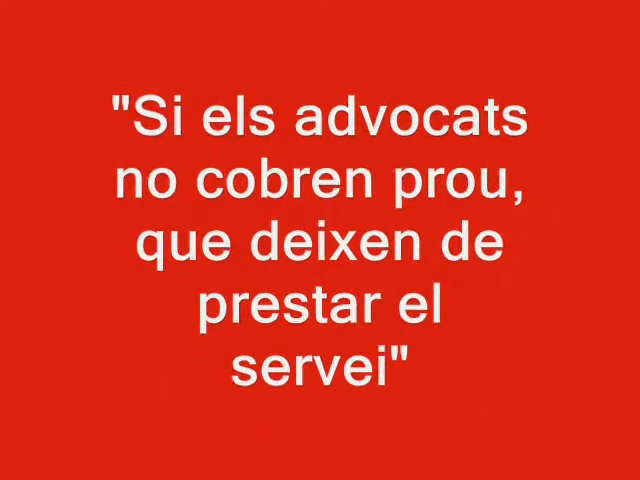 "Si els advocats
no cobren prou,
que deixen de
prestar el
servei"